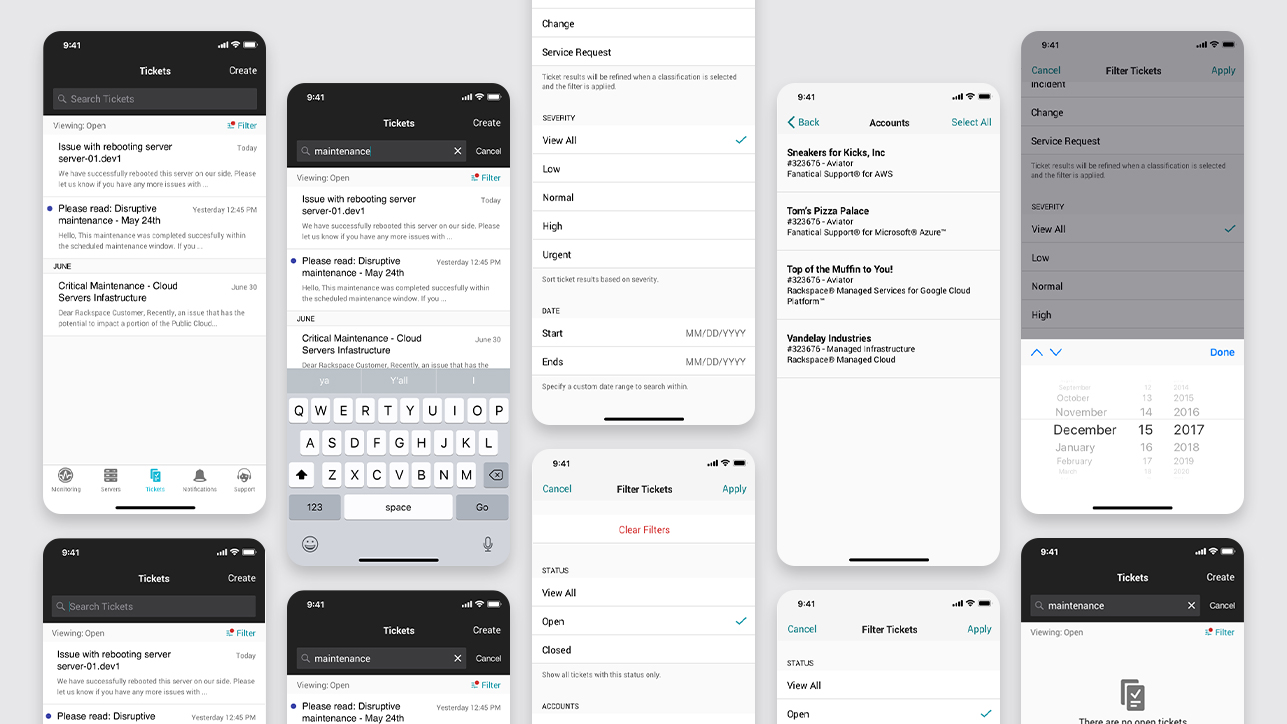 9:41
Tickets
Create
Search Tickets
Viewing: Open
Filter
Issue with rebooting server
server-01.dev1
Today
We have successfully rebooted this server on our side. Please
let us know if you have any more issues with ...
Please read: Disruptive
maintenance - May 24th
Yesterday 12:45 PM
Hello, This maintenance was completed succesfully within
the scheduled maintenance window. If you ...
JUNE
Critical Maintenance - Cloud
Servers Infastructure
June 30
Dear Rackspace Customer, Recently, an issue that has the
potential to impact a portion of the Public Cloud...
Monitoring
Servers
Tickets
Notifications
Support
9:41
Tickets
Create
Search Tickets
Viewing: Open
Filter
Issue with rebooting server
server-01.dev1
Today
We have successfully rebooted this server on our side. Please
let us know if you have any more issues with ...
Please read: Disruptive
Yesterday 12:45 PM
9:41
Tickets
Create
maintenance
Cancel
Viewing: Open
Filter
Issue with rebooting server
server-01.dev1
Today
We have successfully rebooted this server on our side. Please
let us know if you have any more issues with ...
Please read: Disruptive
maintenance - May 24th
Yesterday 12:45 PM
Hello, This maintenance was completed succesfully within
the scheduled maintenance window. If you ...
JUNE
Critical Maintenance - Cloud
Servers Infastructure
June 30
Dear Rackspace Customer, Recently, an issue that has the
ya
Y'all
I
Q W E R T Y U I O P
A S D F G H J K L
Z X C V B N M
123
space
Go
9:41
Tickets
Create
maintenance
Cancel
Viewing: Open
Filter
Please read: Disruptive
maintenance - May 24th
Yesterday 12:45 PM
Change
Service Request
Ticket results will be refined when a classification is selected
and the filter is applied.
SEVERITY
View All
Low
Normal
High
Urgent
Sort ticket results based on severity.
DATE
Start
MM/DD/YYYY
Ends
MM/DD/YYYY
Specify a custom date range to search within.
9:41
Cancel
Filter Tickets
Apply
Clear Filters
STATUS
View All
Open
Closed
Show all tickets with this status only.
ACCOUNTS
9:41
Back
Accounts
Select All
Sneakers for Kicks, Inc
#323676 - Aviator
Fanatical Support® for AWS
Tom's Pizza Palace
#323676 - Aviator
Fanatical Support® for Microsoft® Azure™
Top of the Muffin to You!
#323676 - Aviator
Rackspace® Managed Services for Google Cloud
Platform™
Vandelay Industries
#323676 - Managed Infrastructure
Rackspace® Managed Cloud
9:41
Cancel
Filter Tickets
Apply
STATUS
View All
Open
9:41
Cancel
Filter Tickets
Apply
Incident
Change
Service Request
Ticket results will be refined when a classification is selected
and the filter is applied.
SEVERITY
View All
Low
Normal
High
Done
September 12 2014
October 13 2015
November 14 2016
December 15 2017
January 16 2018
February 17 2019
March 18 2020
9:41
Tickets
Create
maintenance
Cancel
Viewing: Open
Filter
There are no open tickets